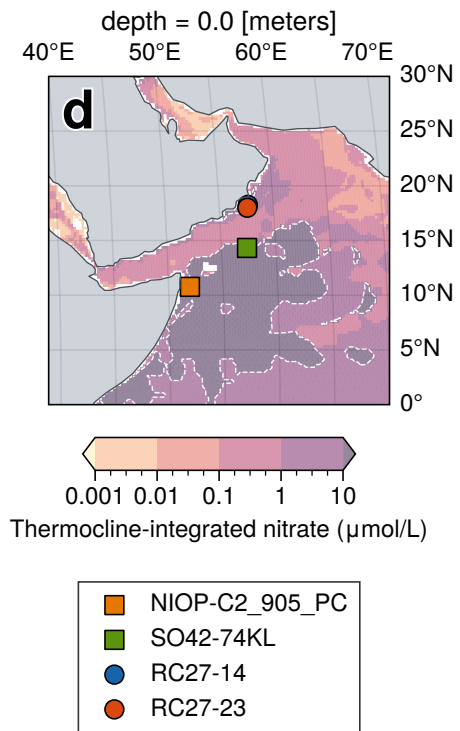 depth = 0.0 [meters]
40°E 50°E 60°E 70°E
d
30°N
25°N
20°N
15°N
10°N
5°N
0°
0.001 0.01 0.1 1 10
Thermocline-integrated nitrate (µmol/L)
NIOP-C2_905_PC
SO42-74KL
RC27-14
RC27-23